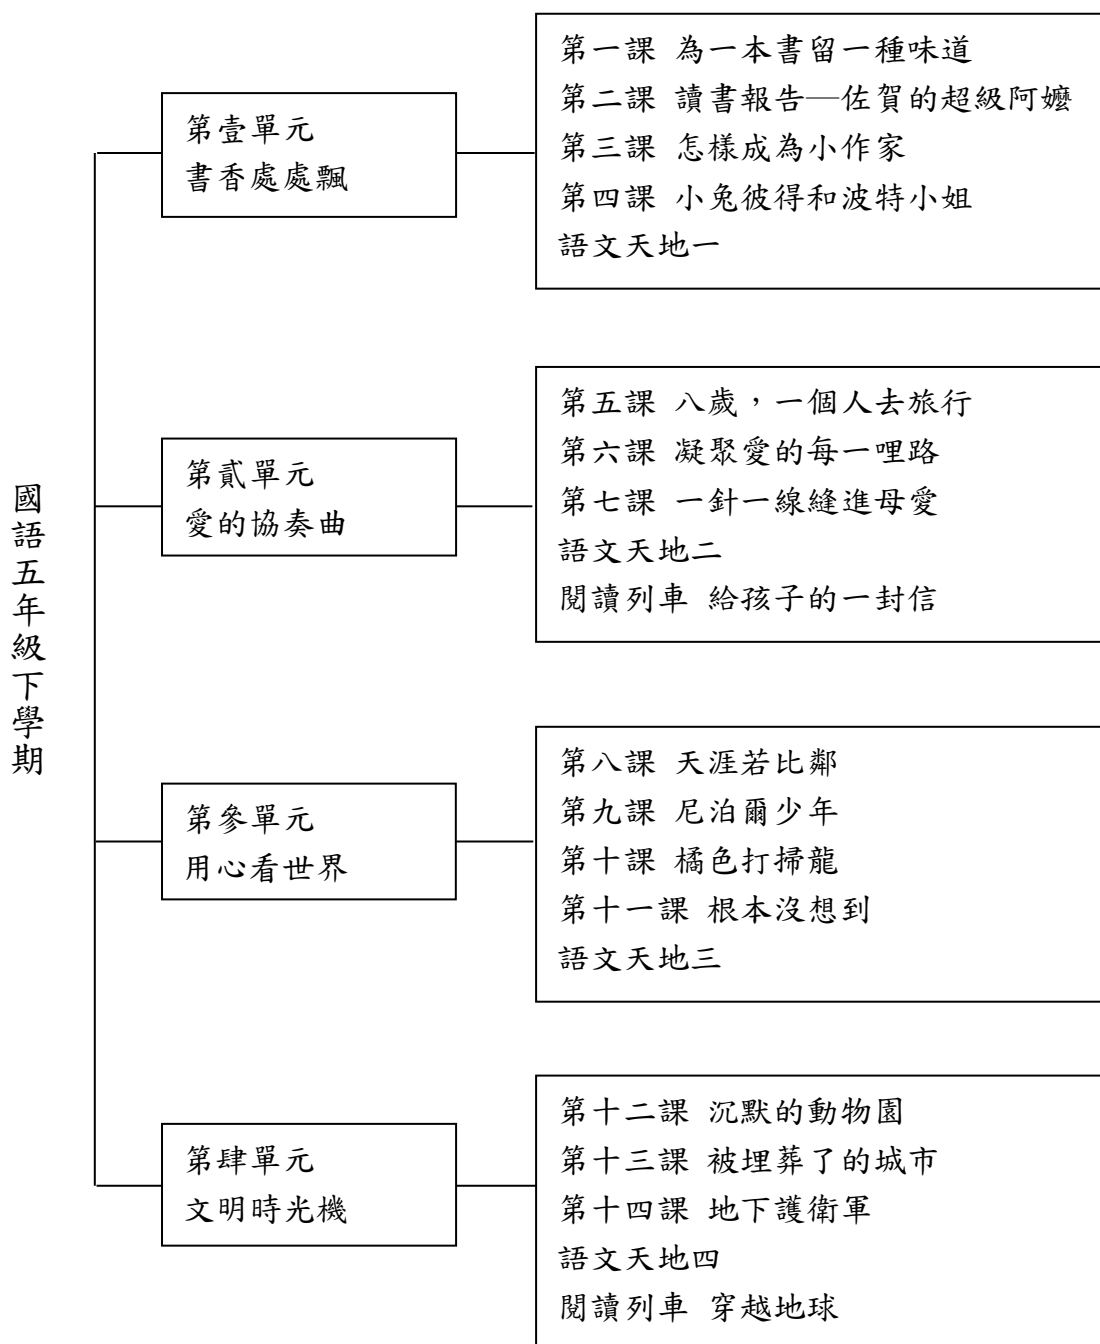 國語五年級下學期
第壹單元
書香處處飄
第一課 為一本書留一種味道
第二課 讀書報告─佐賀的超級阿嬤
第三課 怎樣成為小作家
第四課 小兔彼得和波特小姐
語文天地一
第貳單元
愛的協奏曲
第五課 八歲，一個人去旅行
第六課 凝聚愛的每一哩路
第七課 一針一線縫進母愛
語文天地二
閱讀列車 給孩子的一封信
第參單元
用心看世界
第八課 天涯若比鄰
第九課 尼泊爾少年
第十課 橘色打掃龍
第十一課 根本沒想到
語文天地三
第肆單元
文明時光機
第十二課 沉默的動物園
第十三課 被埋葬了的城市
第十四課 地下護衛軍
語文天地四
閱讀列車 穿越地球